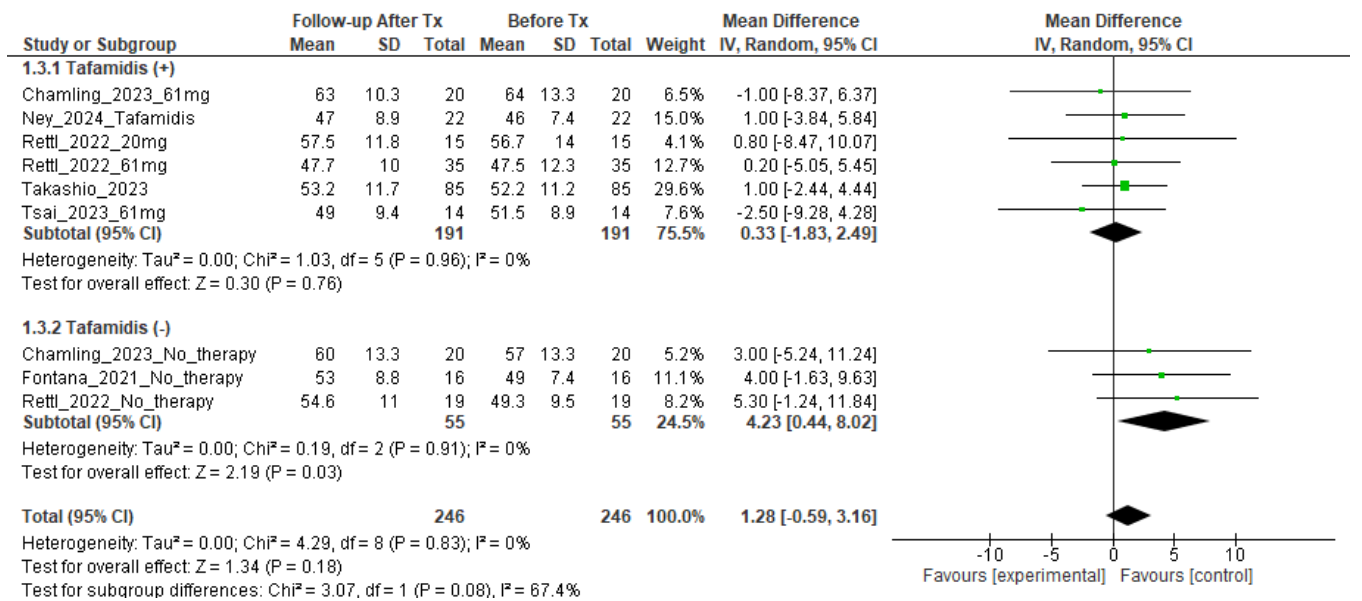 Follow-up After Tx Before Tx Mean Difference Mean Difference
Study or Subgroup Mean SD Total Mean SD Total Weight IV, Random, 95% CI IV, Random, 95% CI
1.3.1 Tafamidis (+)
Chamling_2023_61mg 63 10.3 20 64 13.3 20 6.5% -1.00 [-8.37, 6.37]
Ney_2024_Tafamidis 47 8.9 22 46 7.4 22 15.0% 1.00 [-3.84, 5.84]
Rettl_2022_20mg 57.5 11.8 15 56.7 14 15 4.1% 0.80 [-8.47, 10.07]
Rettl_2022_61mg 47.7 10 35 47.5 12.3 35 12.7% 0.20 [-5.05, 5.45]
Takashio_2023 53.2 11.7 85 52.2 11.2 85 29.6% 1.00 [-2.44, 4.44]
Tsai_2023_61mg 49 9.4 14 51.5 8.9 14 7.6% -2.50 [-9.28, 4.28]
Subtotal (95% CI) 191 191 75.5% 0.33 [-1.83, 2.49]
Heterogeneity: Tau² = 0.00; Chi² = 1.03, df = 5 (P = 0.96); I² = 0%
Test for overall effect: Z = 0.30 (P = 0.76)
1.3.2 Tafamidis (-)
Chamling_2023_No_therapy 60 13.3 20 57 13.3 20 5.2% 3.00 [-5.24, 11.24]
Fontana_2021_No_therapy 53 8.8 16 49 7.4 16 11.1% 4.00 [-1.63, 9.63]
Rettl_2022_No_therapy 54.6 11 19 49.3 9.5 19 8.2% 5.30 [-1.24, 11.84]
Subtotal (95% CI) 55 55 24.5% 4.23 [0.44, 8.02]
Heterogeneity: Tau² = 0.00; Chi² = 0.19, df = 2 (P = 0.91); I² = 0%
Test for overall effect: Z = 2.19 (P = 0.03)
Total (95% CI) 246 246 100.0% 1.28 [-0.59, 3.16]
Heterogeneity: Tau² = 0.00; Chi² = 4.29, df = 8 (P = 0.83); I² = 0%
Test for overall effect: Z = 1.34 (P = 0.18)
Test for subgroup differences: Chi² = 3.07, df = 1 (P = 0.08), I² = 67.4%
-10 -5 0 5 10
Favours [experimental] Favours [control]